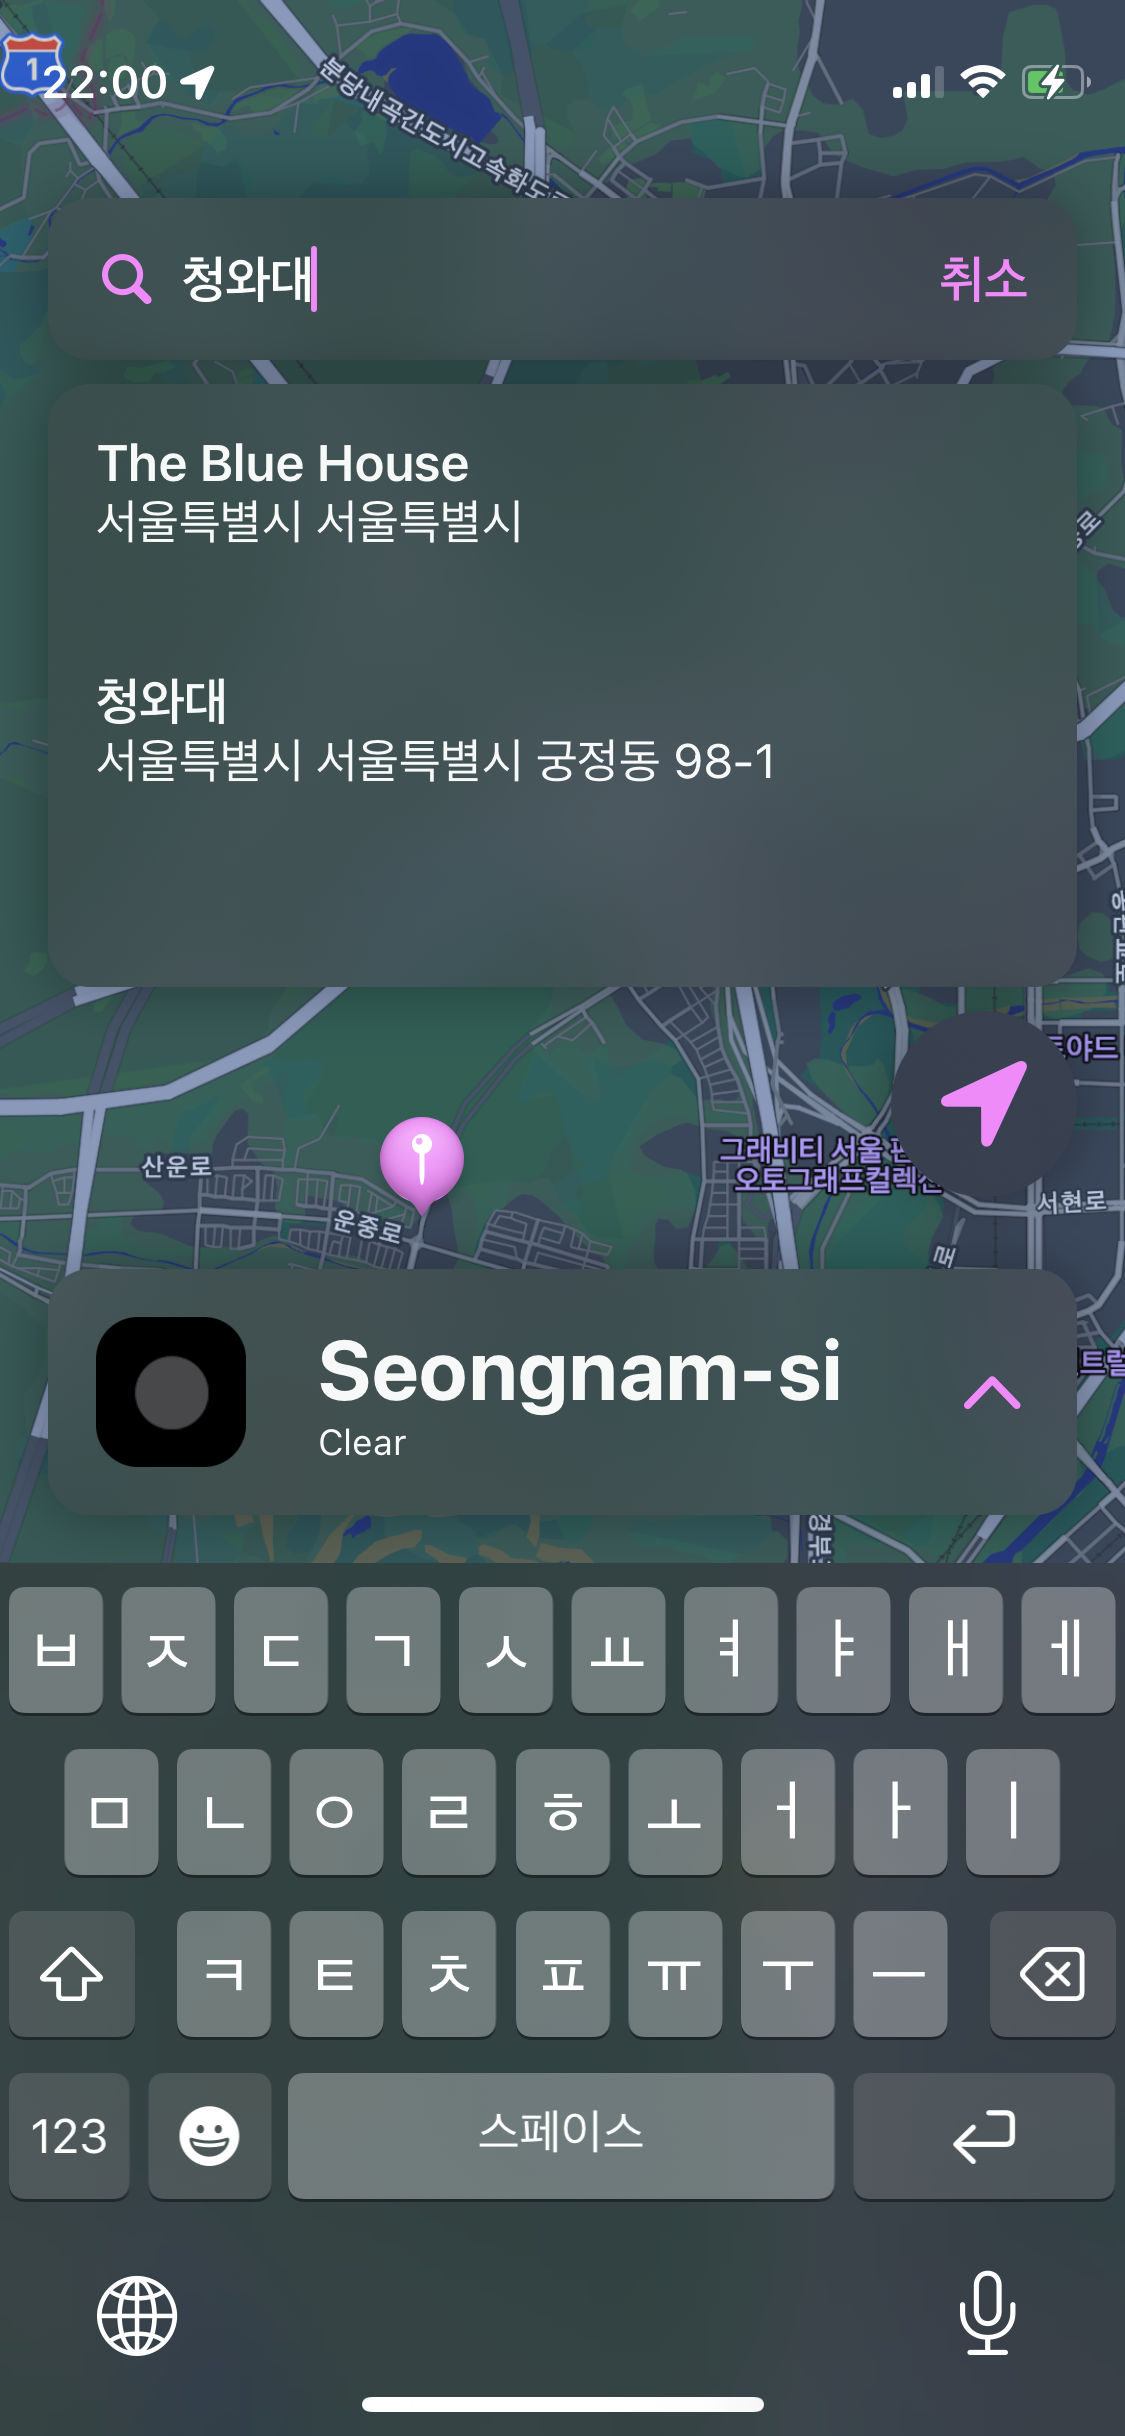 1
22:00
분당내곡간도시고속화도로
청와대
취소
The Blue House
서울특별시 서울특별시
청와대
서울특별시 서울특별시 궁정동 98-1
산운로
운중로
그래비티 서울 판
오토그래프컬렉션
서현로
Seongnam-si
Clear
ㅂ ㅈ ㄷ ㄱ ㅅ ㅛ ㅕ ㅑ ㅐ ㅔ
ㅁ ㄴ ㅇ ㄹ ㅎ ㅗ ㅓ ㅏ ㅣ
ㅋ ㅌ ㅊ ㅍ ㅠ ㅜ ㅡ
123
스페이스